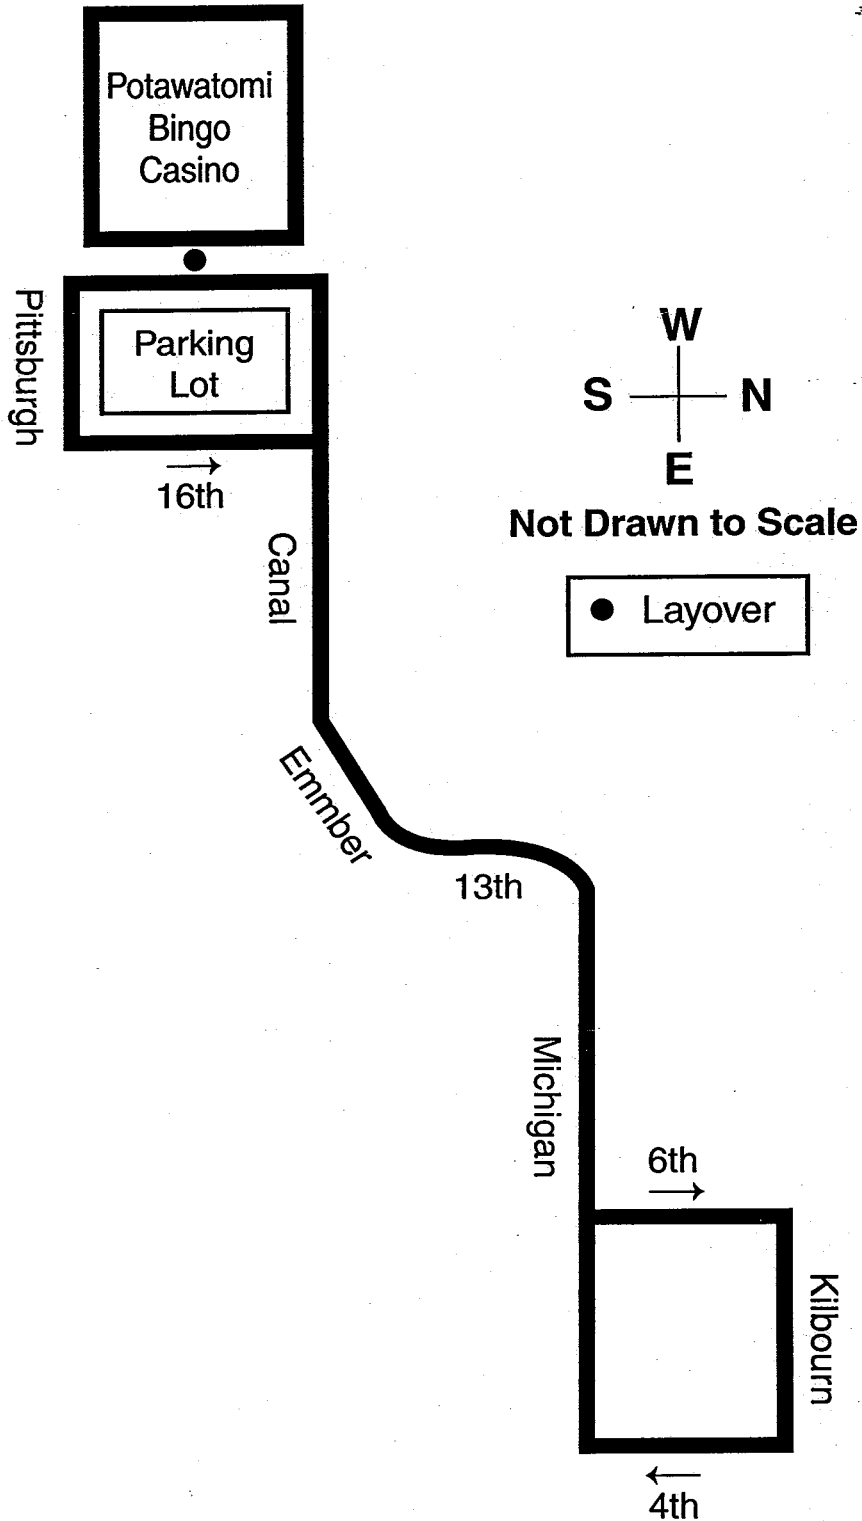 Potawatomi
Bingo
Casino
Pittsburgh
Parking
Lot
16th
W
S
N
E
Not Drawn to Scale
Layover
Canal
Emmber
13th
Michigan
6th
Kilbourn
4th